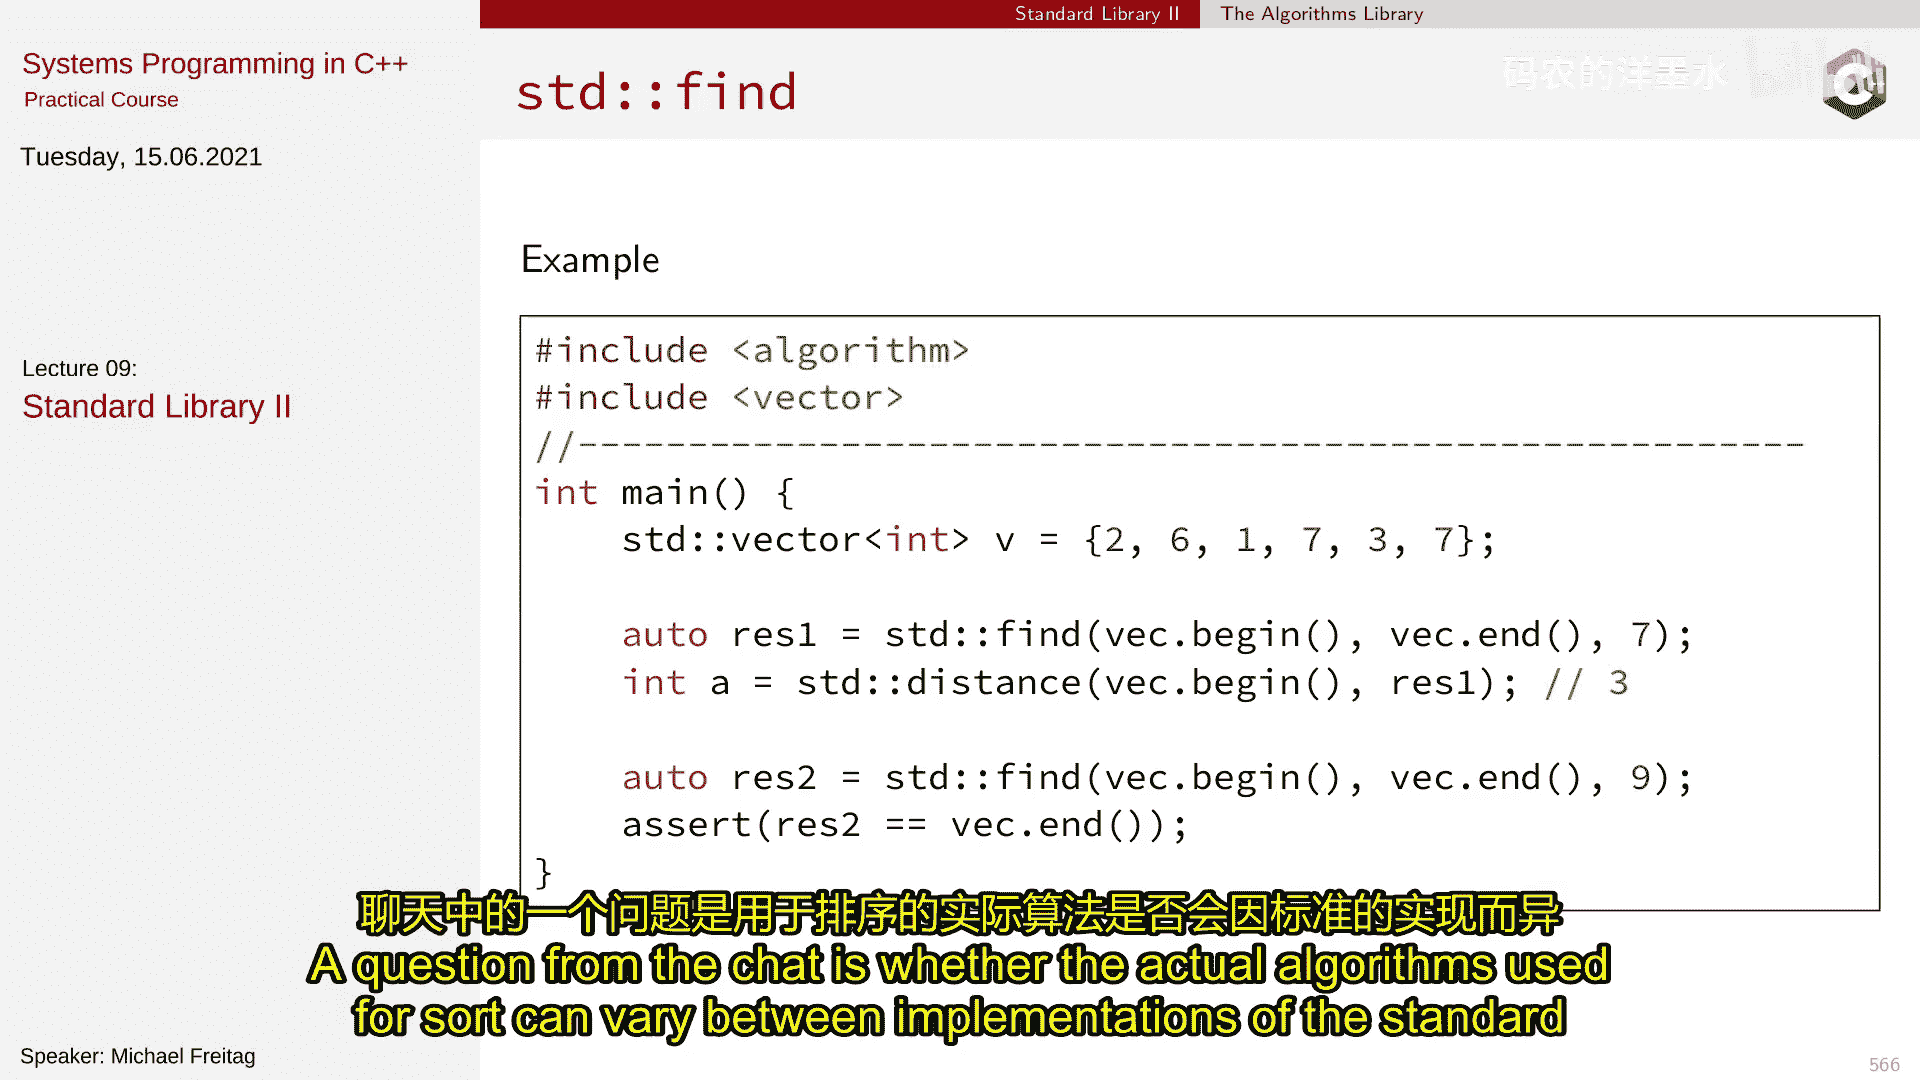 Standard Library II
The Algorithms Library
Systems Programming in C++
Practical Course
Tuesday, 15.06.2021
Lecture 09:
Standard Library II
std::find
码农的洋墨水
Example
#include <algorithm>
#include <vector>
//---------------------------------------------------------
int main() {
    std::vector<int> v = {2, 6, 1, 7, 3, 7};
    auto res1 = std::find(vec.begin(), vec.end(), 7);
    int a = std::distance(vec.begin(), res1); // 3
    auto res2 = std::find(vec.begin(), vec.end(), 9);
    assert(res2 == vec.end());
}
聊天中的一个问题是用于排序的实际算法是否会因标准的实现而异
A question from the chat is whether the actual algorithms used
for sort can vary between implementations of the standard
Speaker: Michael Freitag
566